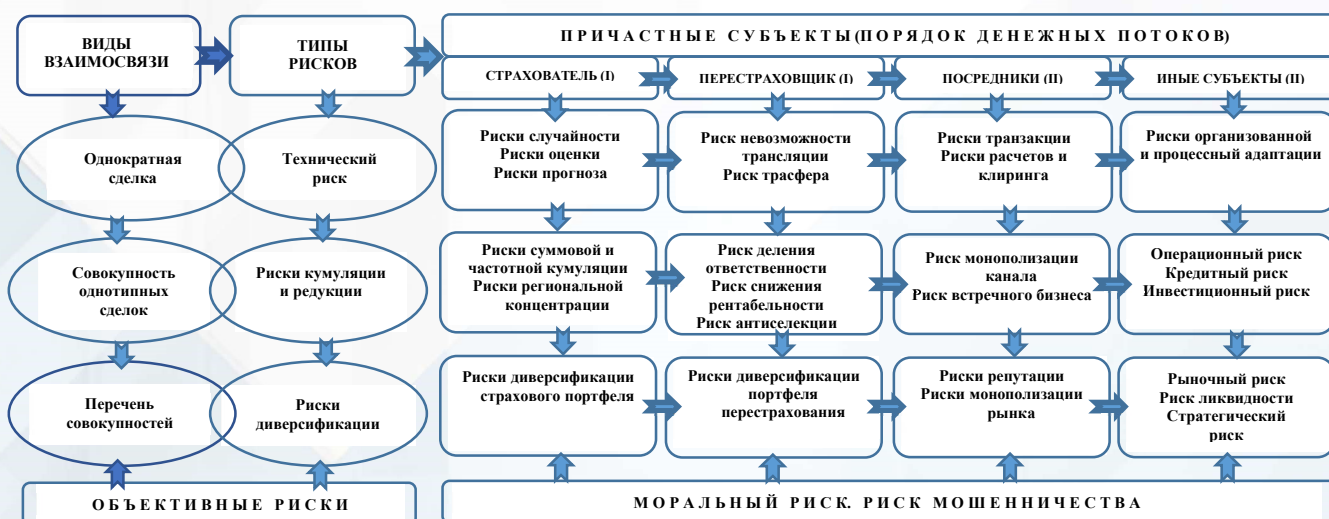 ВИДЫ
ВЗАИМОСВЯЗИ
ТИПЫ
РИСКОВ
ПРИЧАСТНЫЕ СУБЪЕКТЫ(ПОРЯДОК ДЕНЕЖНЫХ ПОТОКОВ)
СТРАХОВАТЕЛЬ (I)
ПЕРЕСТРАХОВЩИК (I)
ПОСРЕДНИКИ (II)
ИНЫЕ СУБЪЕКТЫ (II)
Однократная
сделка
Технический
риск
Риски случайности
Риски оценки
Риски прогноза
Риск невозможности
трансляции
Риск трасфера
Риски транзакции
Риски расчетов и
клиринга
Риски организованной
и процессный адаптации
Совокупность
однотипных
сделок
Риски кумуляции
и редукции
Риски суммовой и
частотной кумуляции
Риски региональной
концентрации
Риск деления
ответственности
Риск снижения
рентабельности
Риск антиселекции
Риск монополизации
канала
Риск встречного бизнеса
Операционный риск
Кредитный риск
Инвестиционный риск
Перечень
совокупностей
Риски
диверсификации
Риски диверсификации
страхового портфеля
Риски диверсификации
портфеля
перестрахования
Риски репутации
Риски монополизации
рынка
Рыночный риск
Риск ликвидности
Стратегический
риск
ОБЪЕКТИВНЫЕ РИСКИ
МОРАЛЬНЫЙ РИСК. РИСК МОШЕННИЧЕСТВА